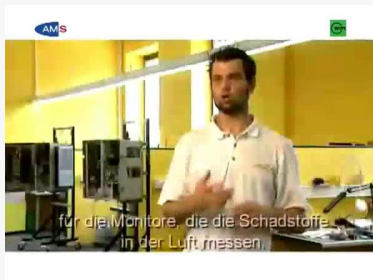 AMS
für die Monitore, die die Schadstoffe
in der Luft messen.